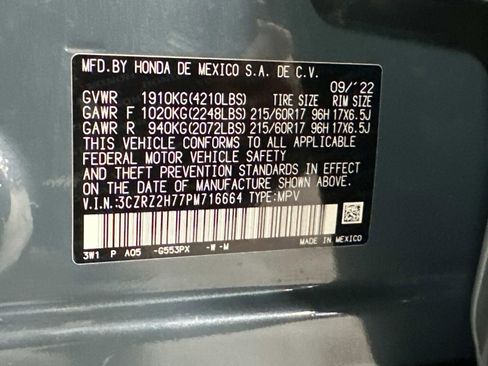 MFD.BY HONDA DE MEXICO S.A. DE C.V.
09/'22
GVWR 1910KG(4210LBS) TIRE SIZE RIM SIZE
GAWR F 1020KG(2248LBS) 215/60R17 96H 17X6.5J
GAWR R 940KG(2072LBS) 215/60R17 96H 17X6.5J
THIS VEHICLE CONFORMS TO ALL APPLICABLE
FEDERAL MOTOR VEHICLE SAFETY
AND THEFT PREVENTION STANDARDS IN EFFECT
ON THE DATE OF MANUFACTURE SHOWN ABOVE.
V.I.N.:3CZRZ2H77PM716664 TYPE:MPV
3W1 P A05 -G553PX -W-M
MADE IN MEXICO